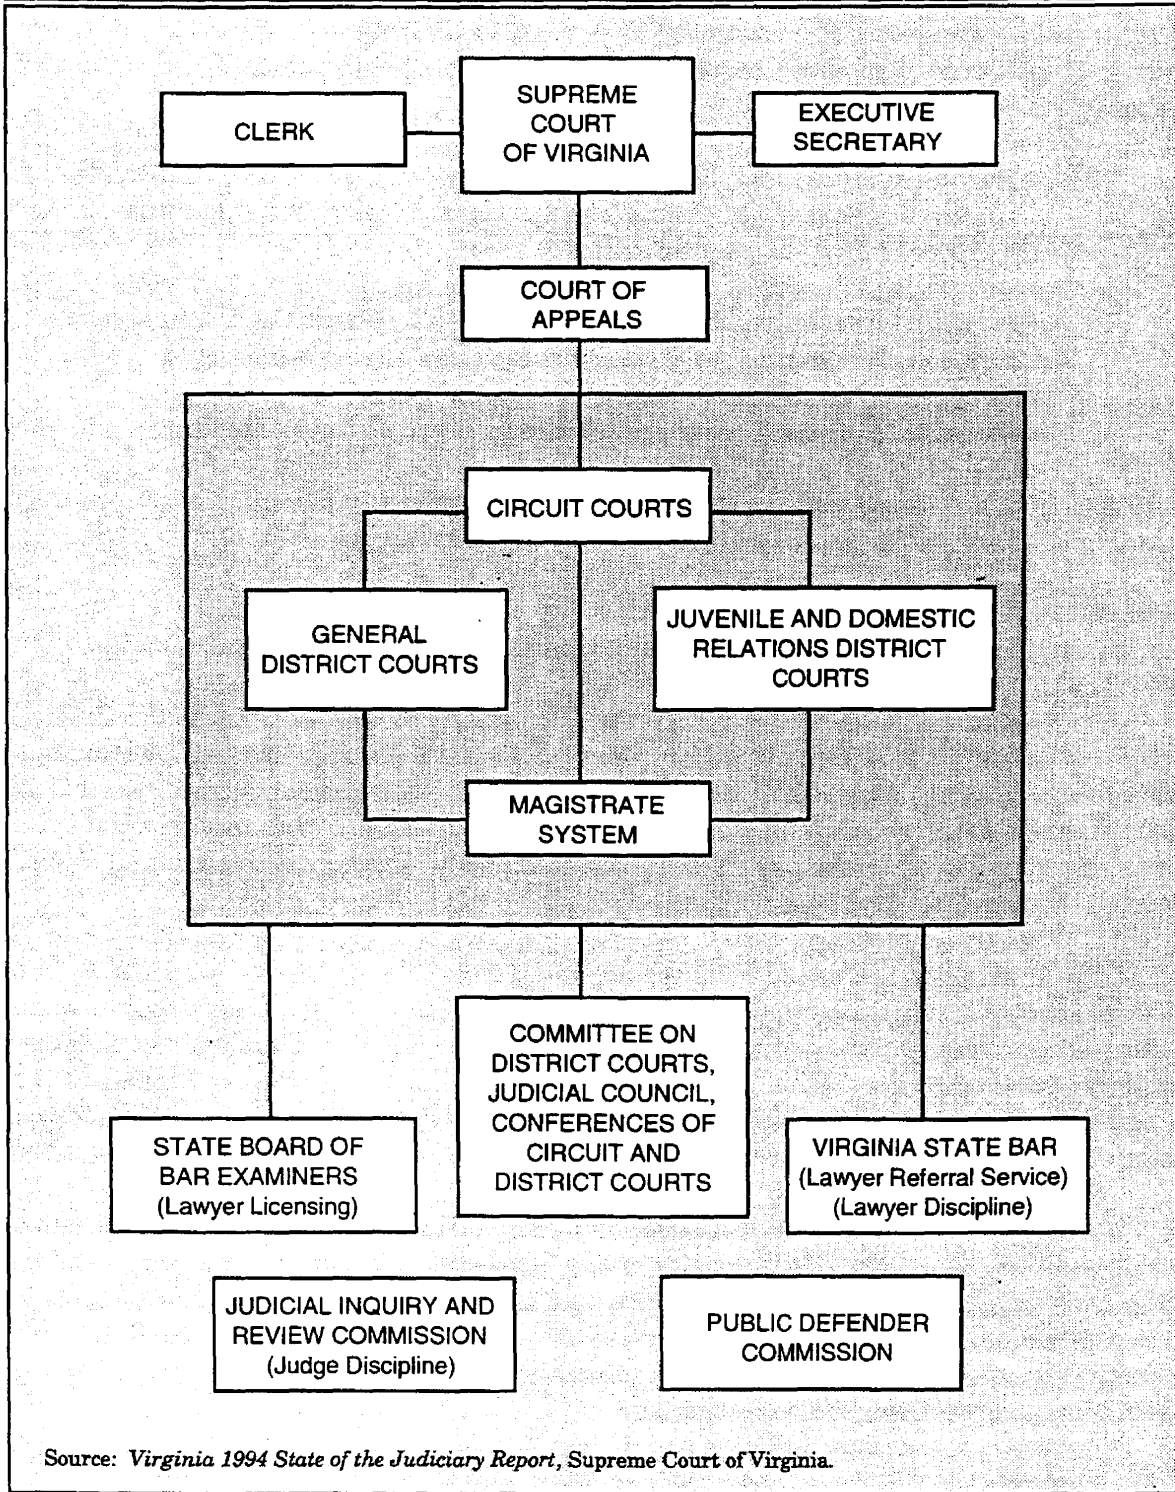 CLERK
SUPREME
COURT
OF VIRGINIA
EXECUTIVE
SECRETARY
COURT OF
APPEALS
CIRCUIT COURTS
GENERAL
DISTRICT COURTS
JUVENILE AND DOMESTIC
RELATIONS DISTRICT
COURTS
MAGISTRATE
SYSTEM
COMMITTEE ON
DISTRICT COURTS,
JUDICIAL COUNCIL,
CONFERENCES OF
CIRCUIT AND
DISTRICT COURTS
STATE BOARD OF
BAR EXAMINERS
(Lawyer Licensing)
VIRGINIA STATE BAR
(Lawyer Referral Service)
(Lawyer Discipline)
JUDICIAL INQUIRY AND
REVIEW COMMISSION
(Judge Discipline)
PUBLIC DEFENDER
COMMISSION
Source: Virginia 1994 State of the Judiciary Report, Supreme Court of Virginia.